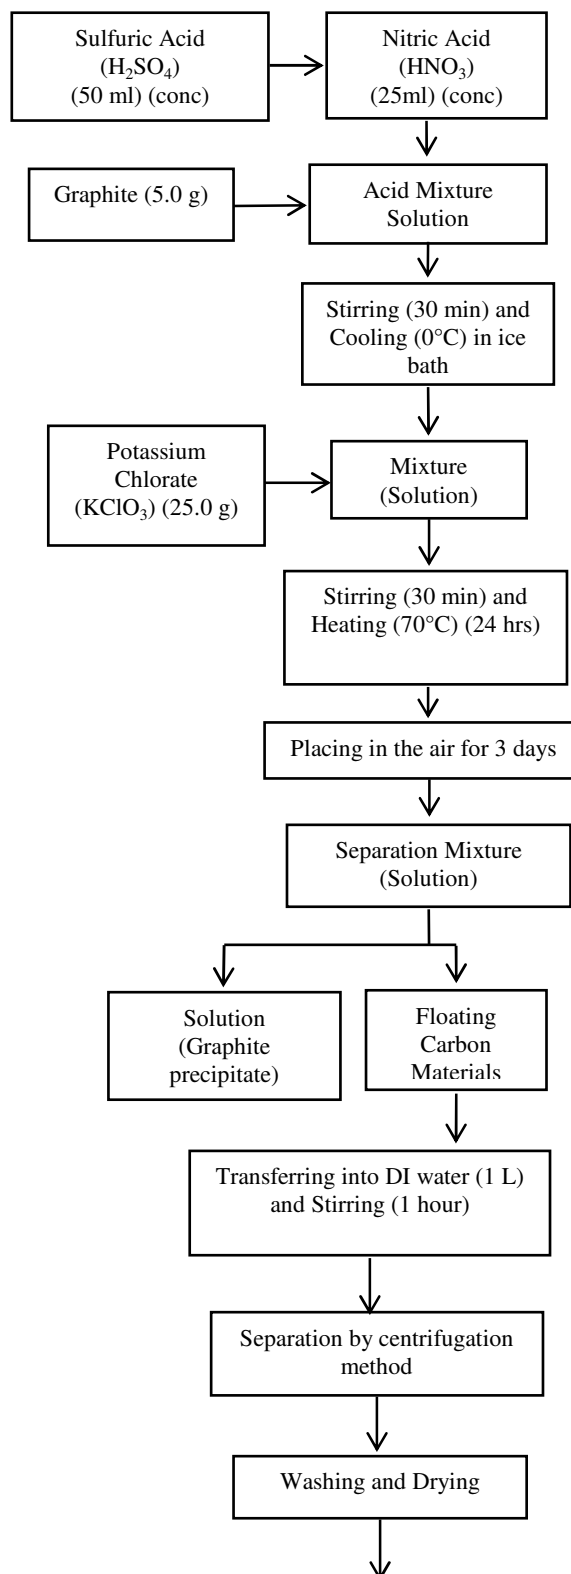 Sulfuric Acid
(H₂SO₄)
(50 ml) (conc)
Nitric Acid
(HNO₃)
(25ml) (conc)
Graphite (5.0 g)
Acid Mixture
Solution
Stirring (30 min) and
Cooling (0°C) in ice
bath
Potassium
Chlorate
(KClO₃) (25.0 g)
Mixture
(Solution)
Stirring (30 min) and
Heating (70°C) (24 hrs)
Placing in the air for 3 days
Separation Mixture
(Solution)
Solution
(Graphite
precipitate)
Floating
Carbon
Materials
Transferring into DI water (1 L)
and Stirring (1 hour)
Separation by centrifugation
method
Washing and Drying